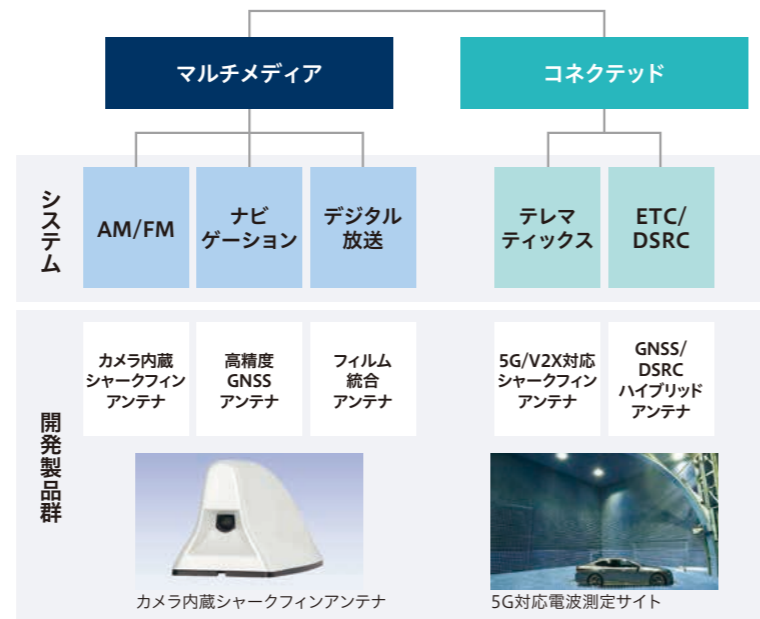 マルチメディア
コネクテッド
システム
AM/FM
ナビ
ゲーション
デジタル
放送
テレマ
ティックス
ETC/
DSRC
開発製品群
カメラ内蔵
シャークフィン
アンテナ
高精度
GNSS
アンテナ
フィルム
統合
アンテナ
5G/V2X対応
シャークフィン
アンテナ
GNSS/
DSRC
ハイブリッド
アンテナ
カメラ内蔵シャークフィンアンテナ
5G対応電波測定サイト